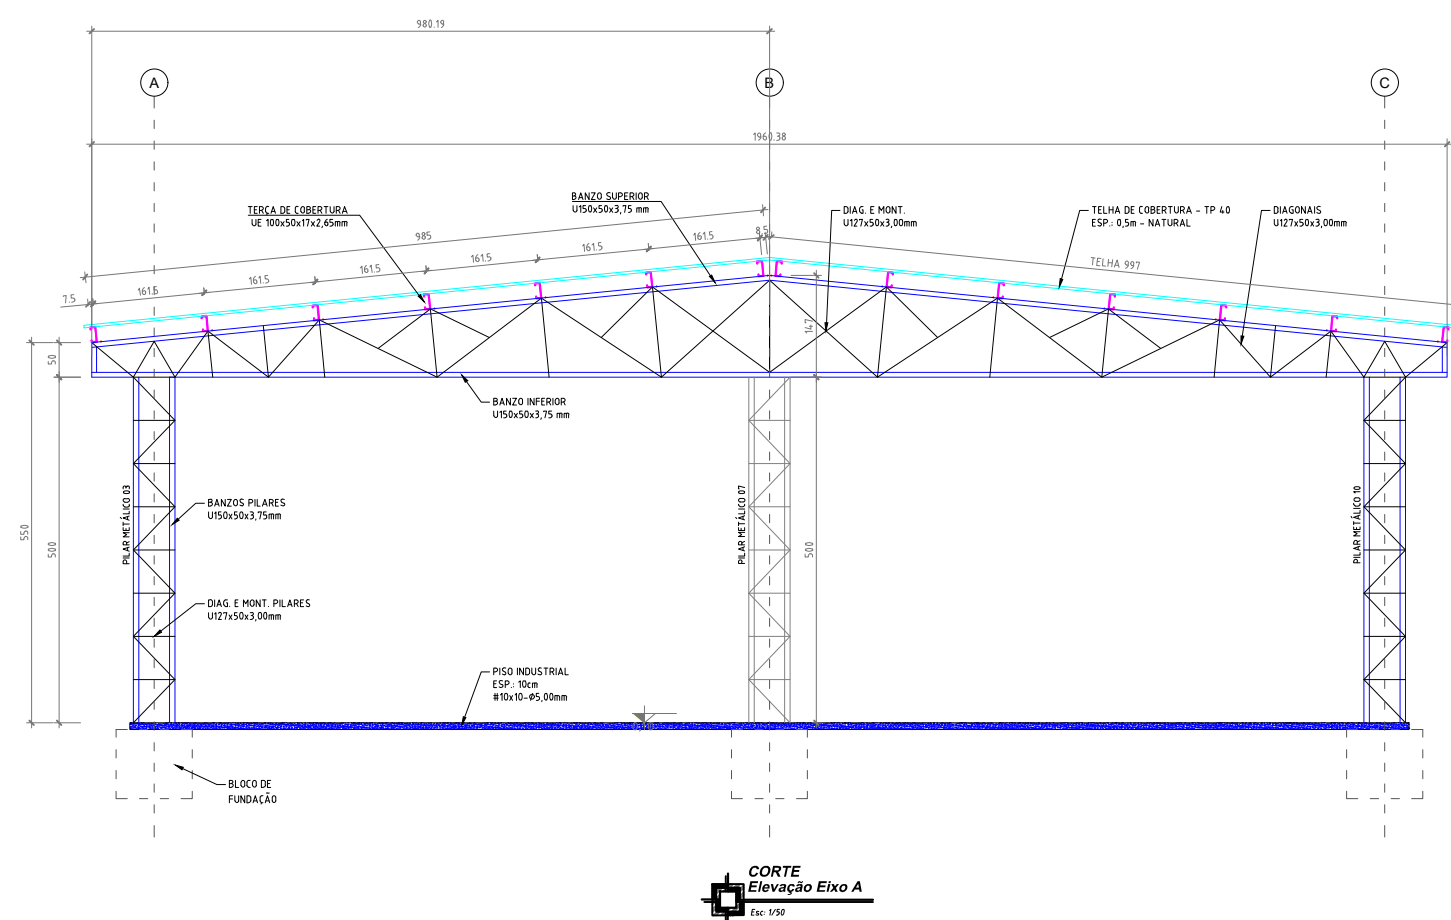 980.19
A
B
C
1960.38
BANZO SUPERIOR
U150x50x3,75 mm
TERÇA DE COBERTURA
UE 100x50x17x2,65mm
DIAG. E MONT.
U127x50x3,00mm
TELHA DE COBERTURA - TP 40
ESP.: 0,5m - NATURAL
DIAGONAIS
U127x50x3,00mm
985
8.5
161.5
161.5
161.5
161.5
161.5
7.5
TELHA 997
147
50
BANZO INFERIOR
U150x50x3,75 mm
PILAR METÁLICO 03
BANZOS PILARES
U150x50x3,75mm
PILAR METÁLICO 07
PILAR METÁLICO 10
550
500
500
DIAG. E MONT. PILARES
U127x50x3,00mm
PISO INDUSTRIAL
ESP.: 10cm
#10x10-Ø5,00mm
BLOCO DE
FUNDAÇÃO
CORTE
Elevação Eixo A
Esc: 1/50